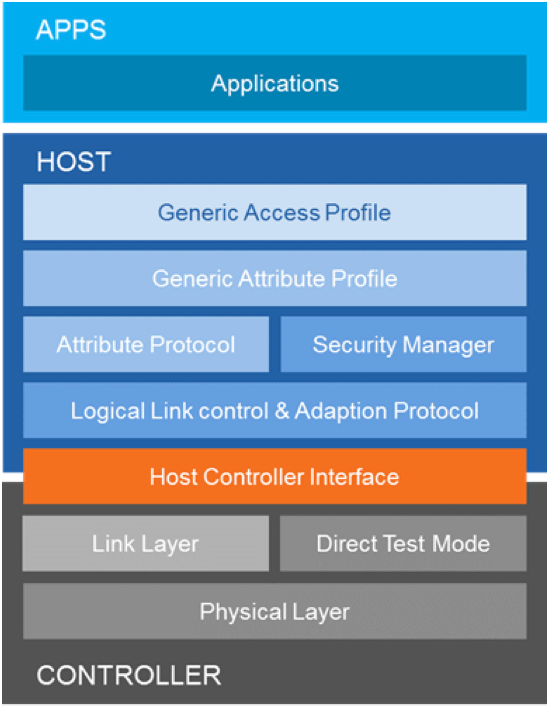 APPS
Applications
HOST
Generic Access Profile
Generic Attribute Profile
Attribute Protocol
Security Manager
Logical Link control & Adaption Protocol
Host Controller Interface
Link Layer
Direct Test Mode
Physical Layer
CONTROLLER